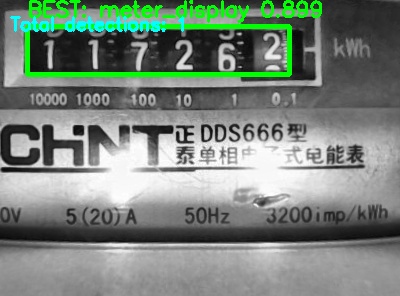 BEST: meter_display 0.899
Total detections: 1
1 1 7 2 6 2 kWh
10000 1000 100 10 1 0.1
CHNT 正 DDS666型
泰 单相电子式电能表
0V 5(20)A 50Hz 3200imp/kWh